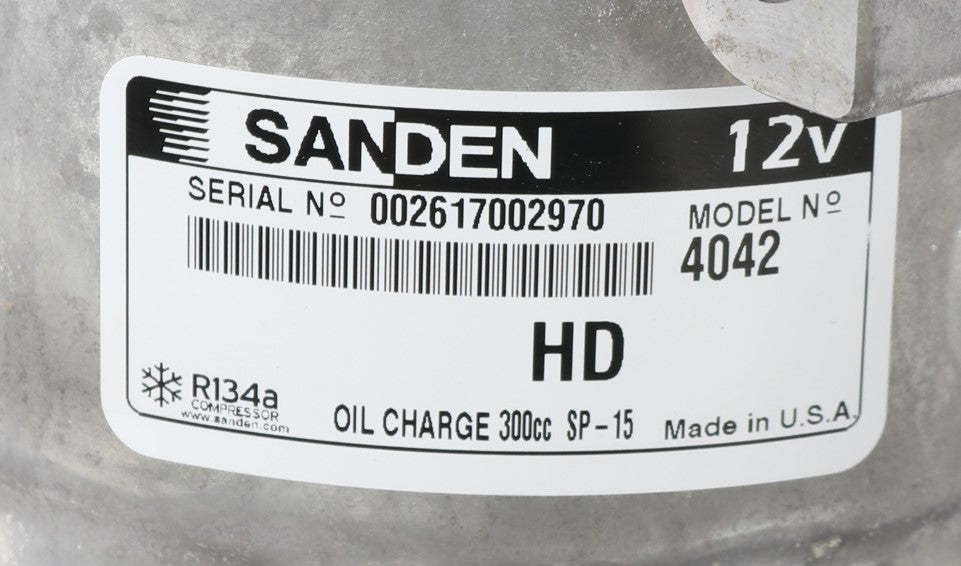 SANDEN 12v
SERIAL Nº 002617002970
MODEL Nº
4042
HD
R134a
COMPRESSOR
www.sanden.com
OIL CHARGE 300cc SP-15
Made in U.S.A.